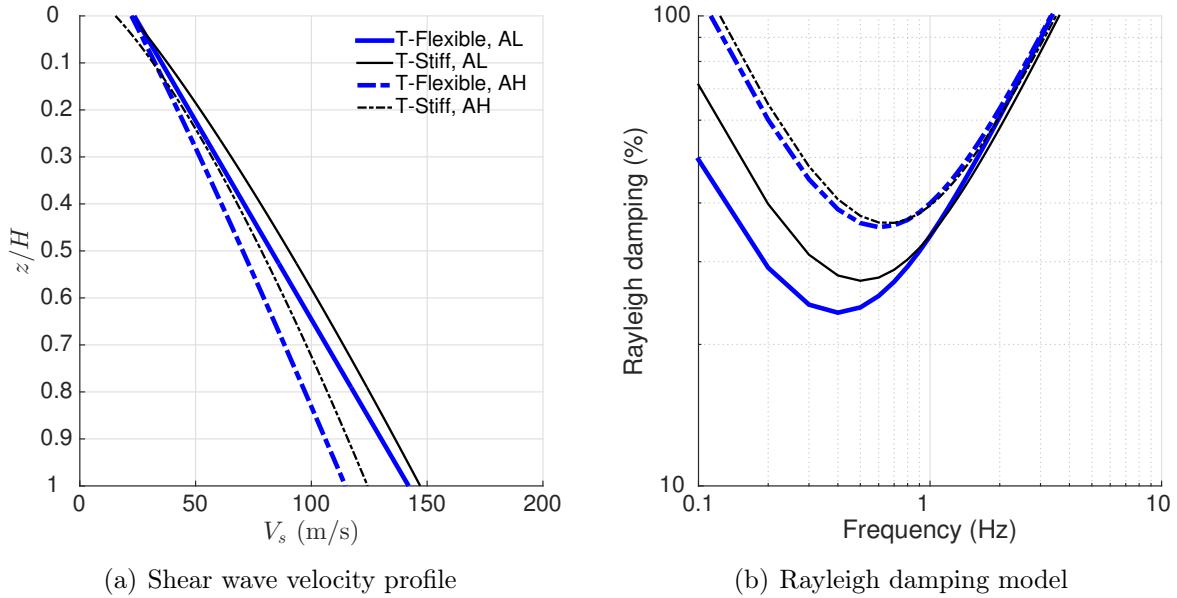 0
0.1
0.2
0.3
0.4
0.5
0.6
0.7
0.8
0.9
1
z/H
0 50 100 150 200
V_s (m/s)
T-Flexible, AL
T-Stiff, AL
T-Flexible, AH
T-Stiff, AH
(a) Shear wave velocity profile
100
10
Rayleigh damping (%)
0.1 1 10
Frequency (Hz)
(b) Rayleigh damping model